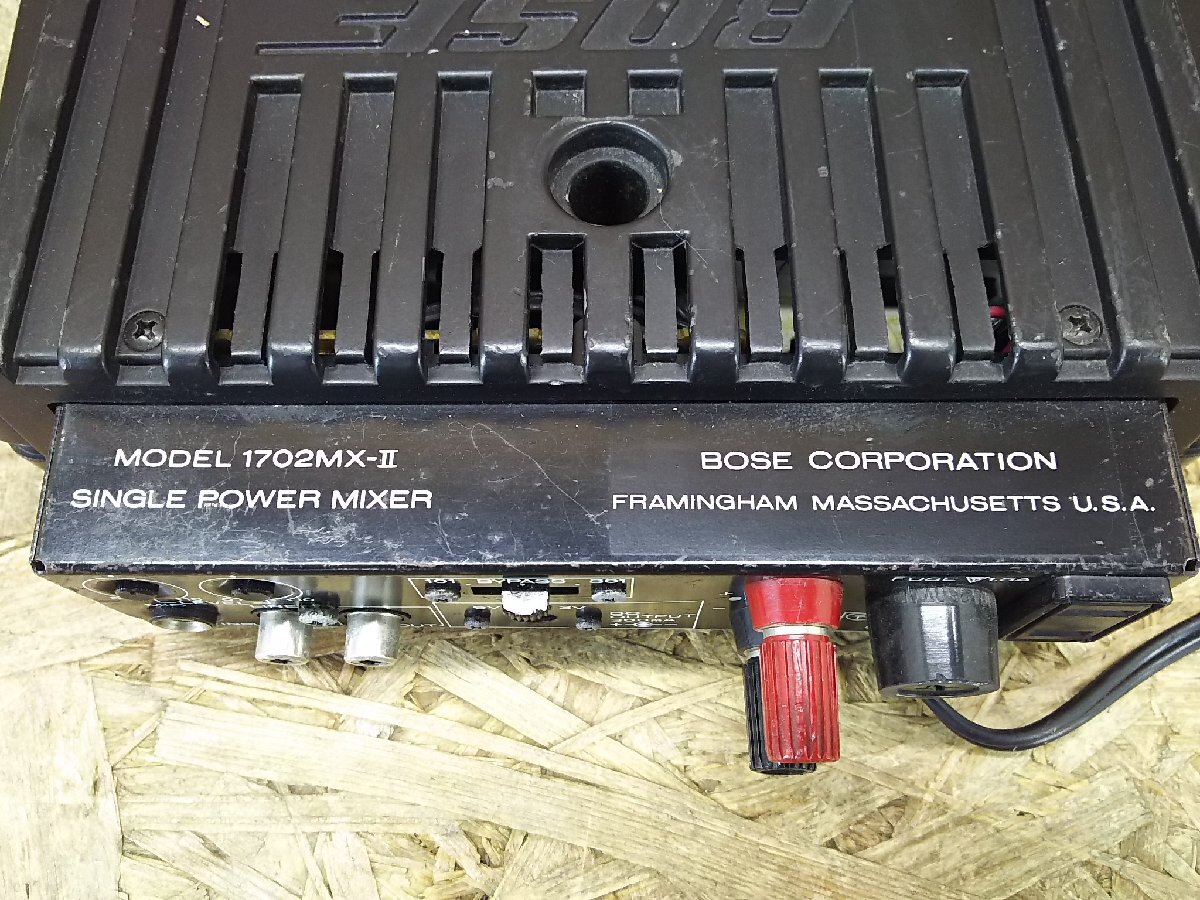 BOSE
MODEL 1702MX-II
SINGLE POWER MIXER
BOSE CORPORATION
FRAMINGHAM MASSACHUSETTS U.S.A.